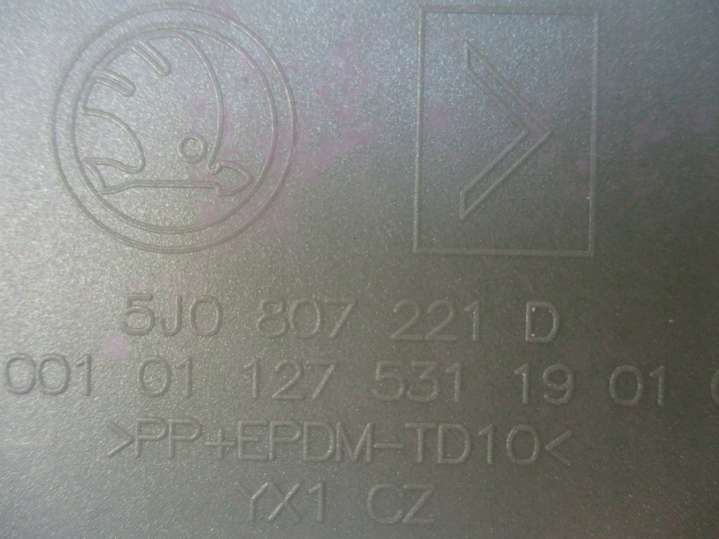 5J0 807 221 D
001 01 127 531 19 01
>PP+EPDM-TD10<
YX1 CZ